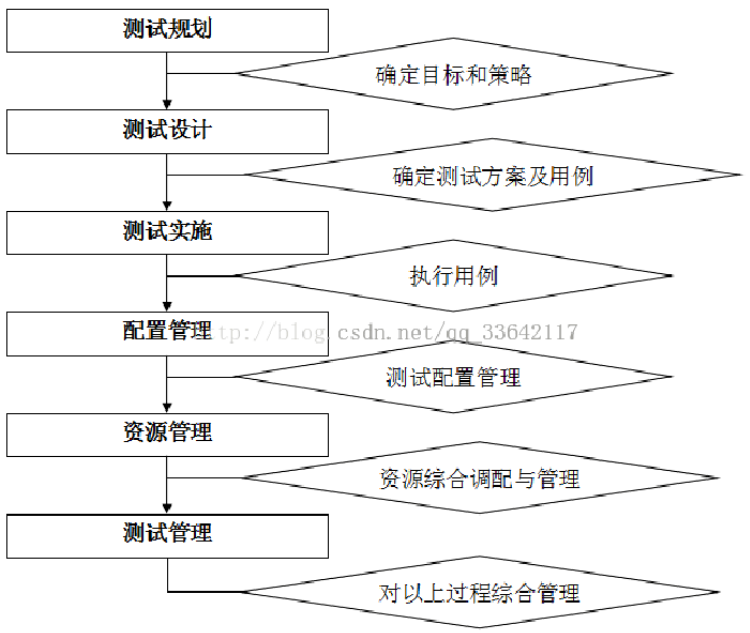 测试规划
确定目标和策略
测试设计
确定测试方案及用例
测试实施
执行用例
配置管理
tp://blog.csdn.net/qq_33642117
测试配置管理
资源管理
资源综合调配与管理
测试管理
对以上过程综合管理